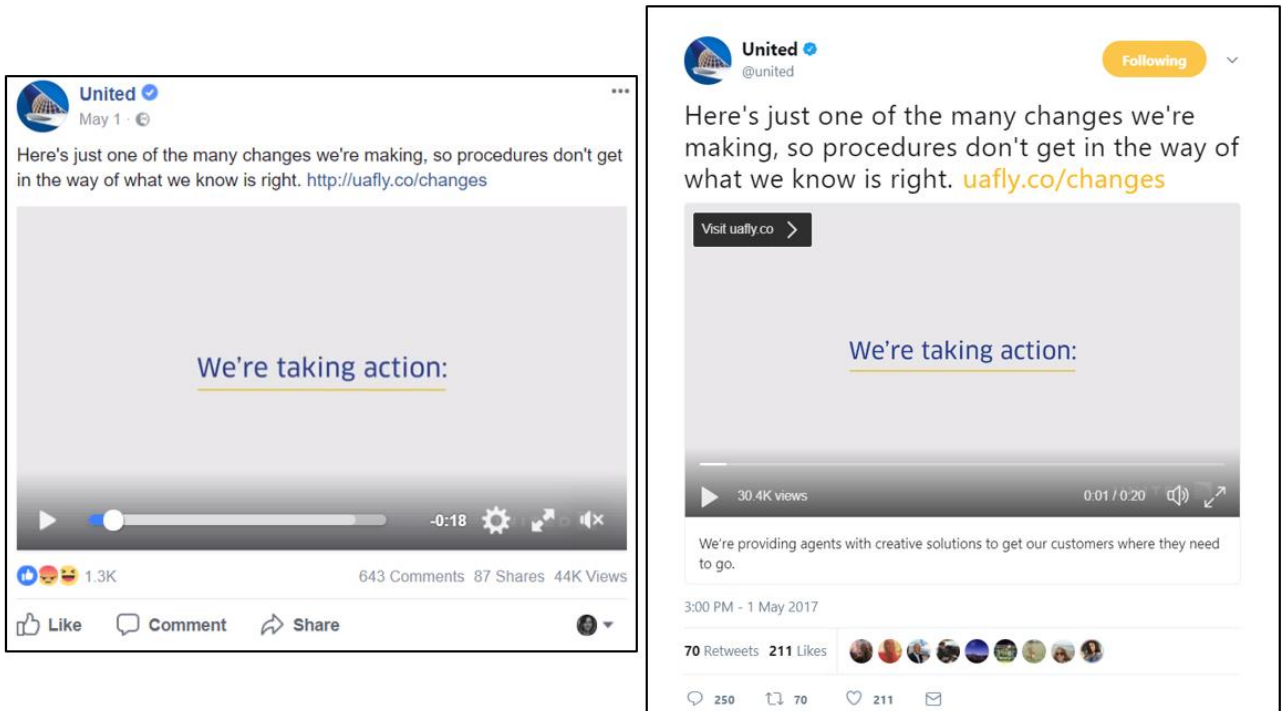 United
May 1 ·
Here's just one of the many changes we're making, so procedures don't get
in the way of what we know is right. http://uafly.co/changes
We're taking action:
-0:18
1.3K
643 Comments 87 Shares 44K Views
Like Comment Share
United
@united
Following
Here's just one of the many changes we're
making, so procedures don't get in the way of
what we know is right. uafly.co/changes
Visit uafly.co
We're taking action:
30.4K views 0:01 / 0:20
We're providing agents with creative solutions to get our customers where they need
to go.
3:00 PM - 1 May 2017
70 Retweets 211 Likes
250 70 211